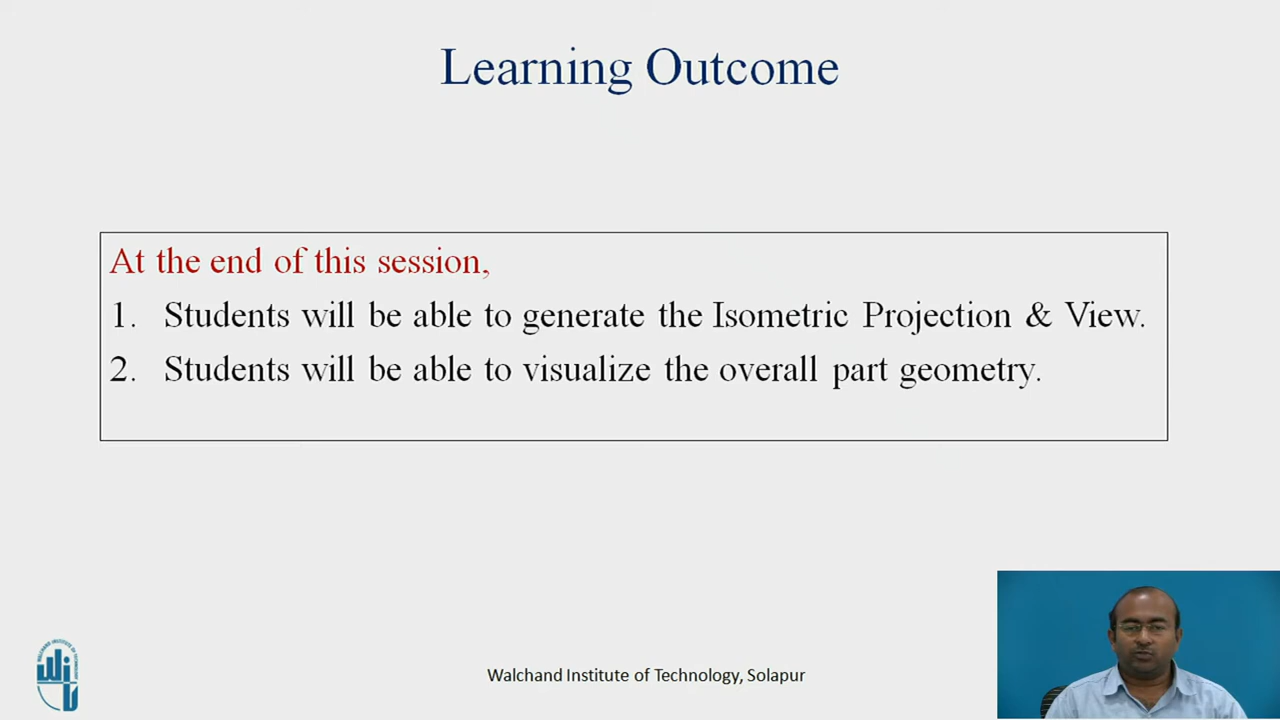 Learning Outcome
At the end of this session,
1. Students will be able to generate the Isometric Projection & View.
2. Students will be able to visualize the overall part geometry.
Walchand Institute of Technology, Solapur